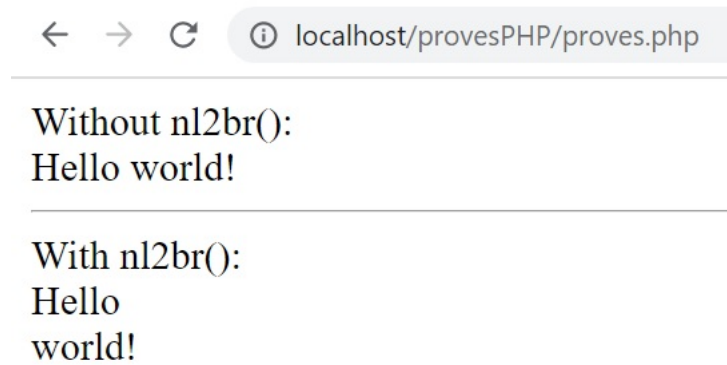 localhost/provesPHP/proves.php
Without nl2br():
Hello world!
With nl2br():
Hello
world!